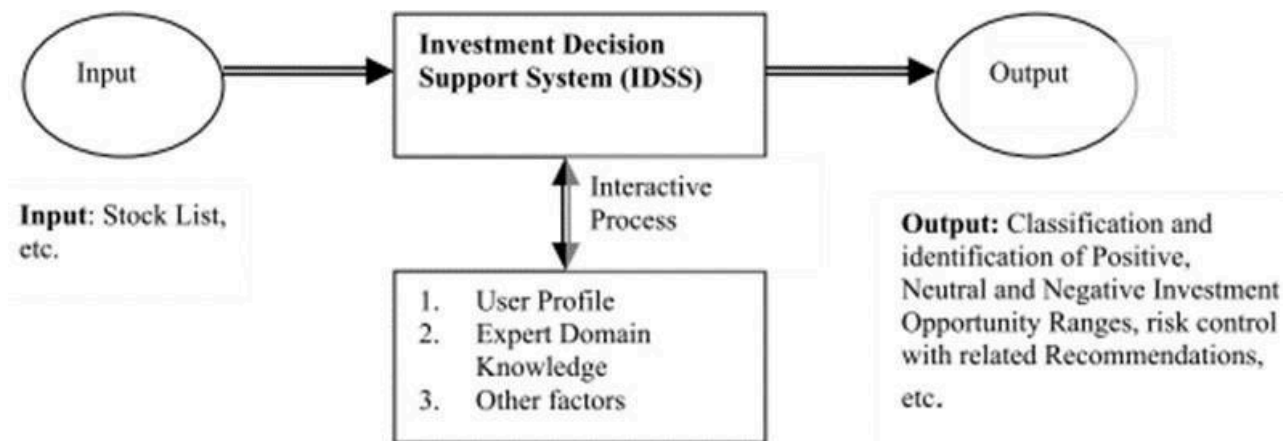 Input
Investment Decision
Support System (IDSS)
Output
Interactive
Process
Input: Stock List,
etc.
1. User Profile
2. Expert Domain
Knowledge
3. Other factors
Output: Classification and
identification of Positive,
Neutral and Negative Investment
Opportunity Ranges, risk control
with related Recommendations,
etc.